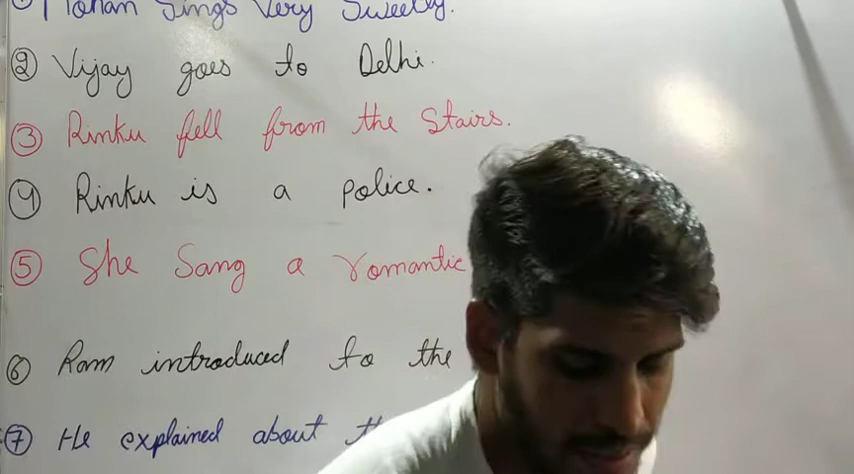 ① Mohan Sings Very Sweetly.
② Vijay goes to Delhi.
③ Rinku fell from the Stairs.
④ Rinku is a police.
⑤ She Sang a romantic
⑥ Ram introduced to the
⑦ He explained about